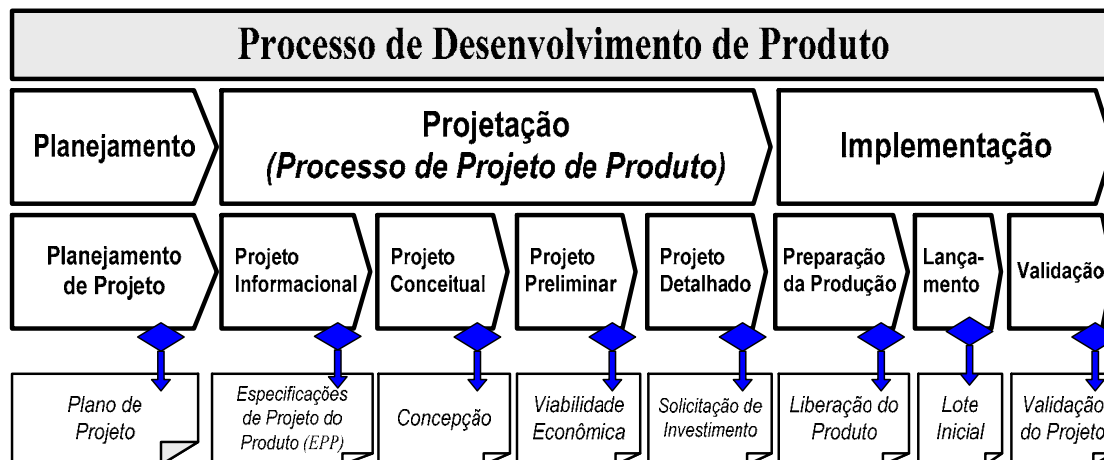 Processo de Desenvolvimento de Produto
Planejamento
Projetação
(Processo de Projeto de Produto)
Implementação
Planejamento
de Projeto
Projeto
Informacional
Projeto
Conceitual
Projeto
Preliminar
Projeto
Detalhado
Preparação
da Produção
Lança-
mento
Validação
Plano de
Projeto
Especificações
de Projeto do
Produto (EPP)
Concepção
Viabilidade
Econômica
Solicitação de
Investimento
Liberação do
Produto
Lote
Inicial
Validação
do Projeto